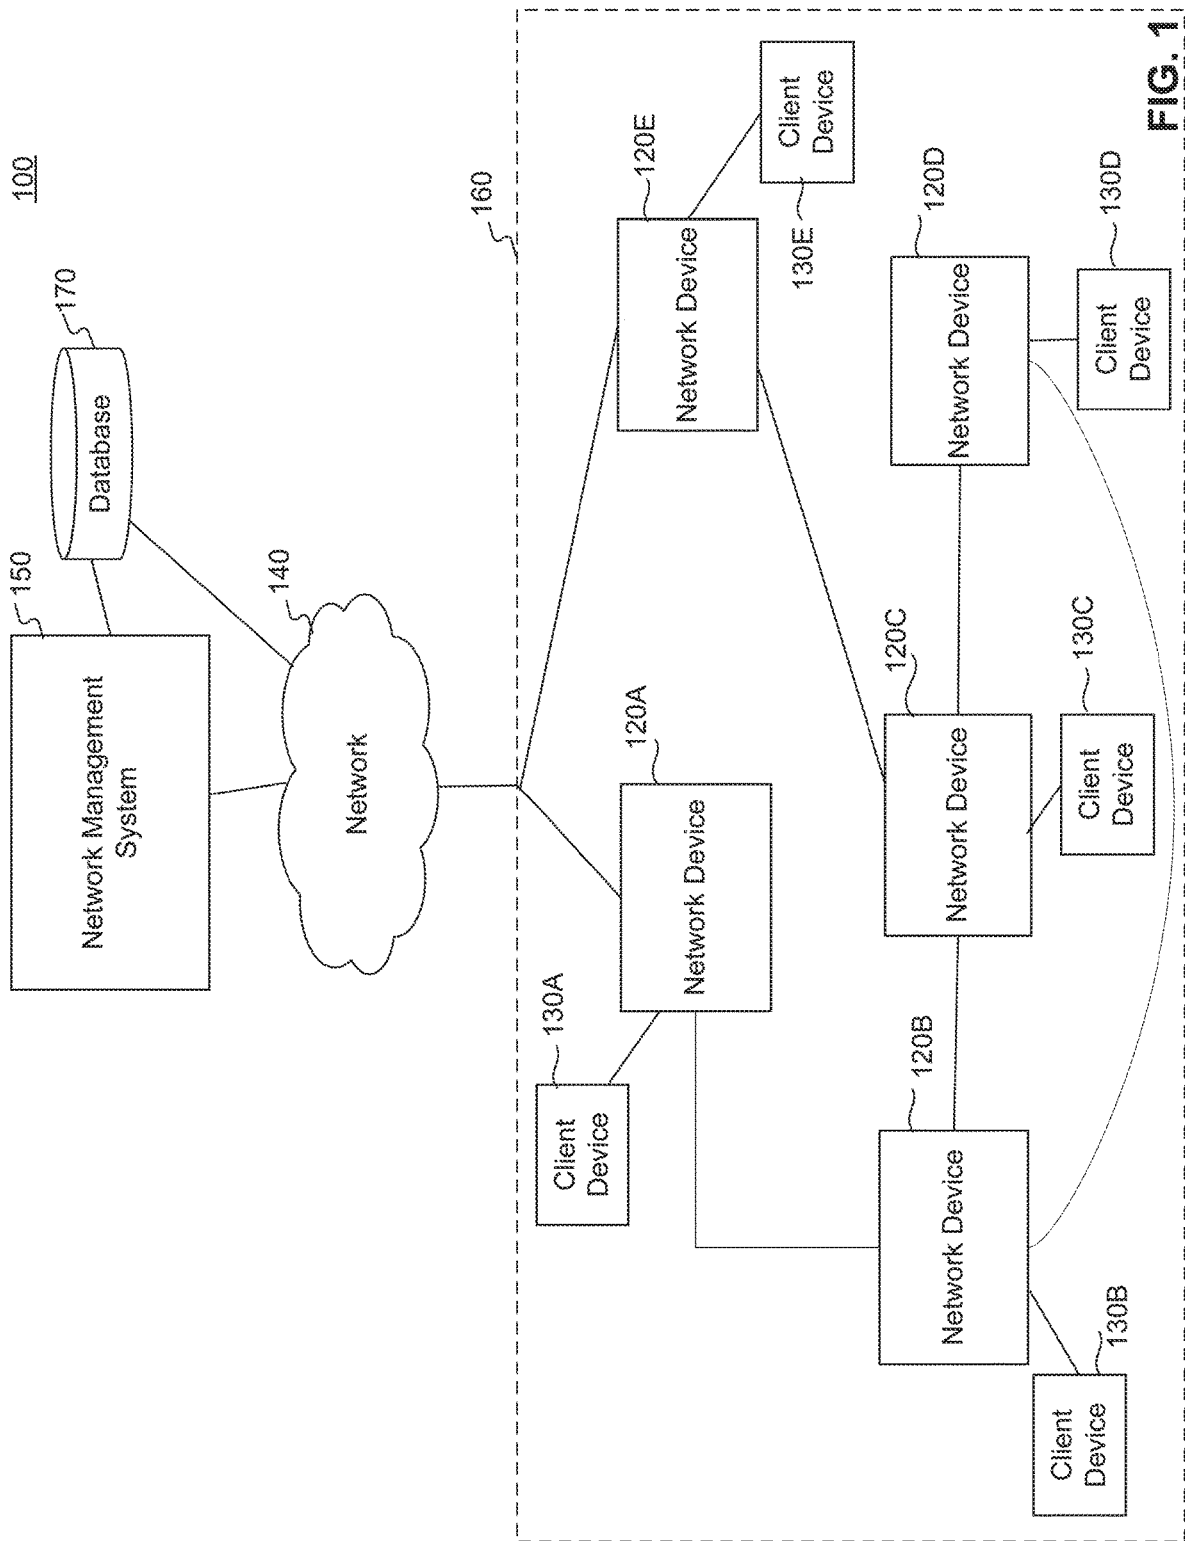 100
150
Network Management
System
170
Database
140
Network
160
130A
Client
Device
120A
Network Device
120E
Network Device
Client
Device
130E
120B
Network Device
120C
Network Device
120D
Network Device
130B
Client
Device
130C
Client
Device
130D
Client
Device
FIG. 1